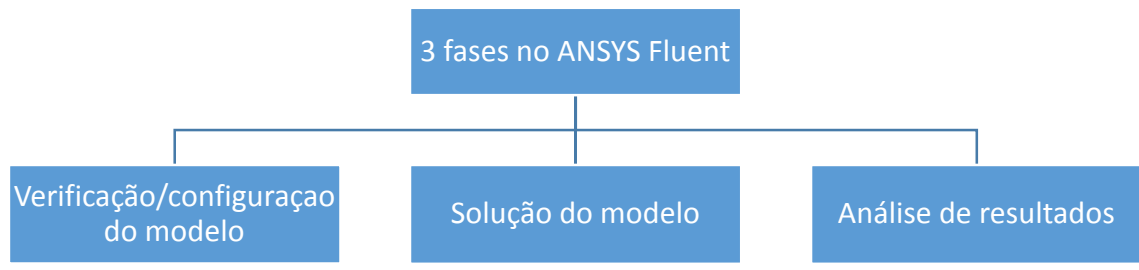 3 fases no ANSYS Fluent
Verificação/configuraçao
do modelo
Solução do modelo
Análise de resultados